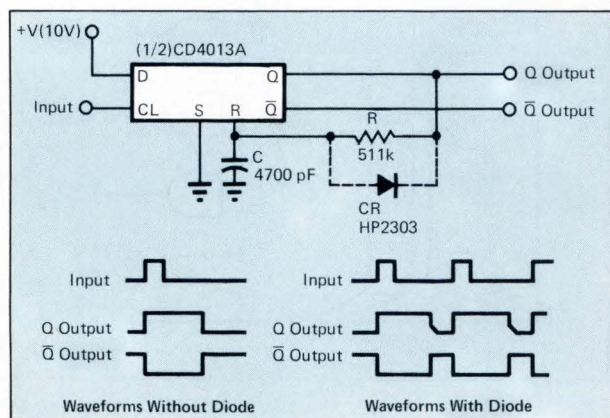 +V(10V)
(1/2)CD4013A
D
Q
Q Output
Input
CL
S
R
Q̅
Q̅ Output
R
511k
C
4700 pF
CR
HP2303
Input
Input
Q Output
Q Output
Q̅ Output
Q̅ Output
Waveforms Without Diode
Waveforms With Diode